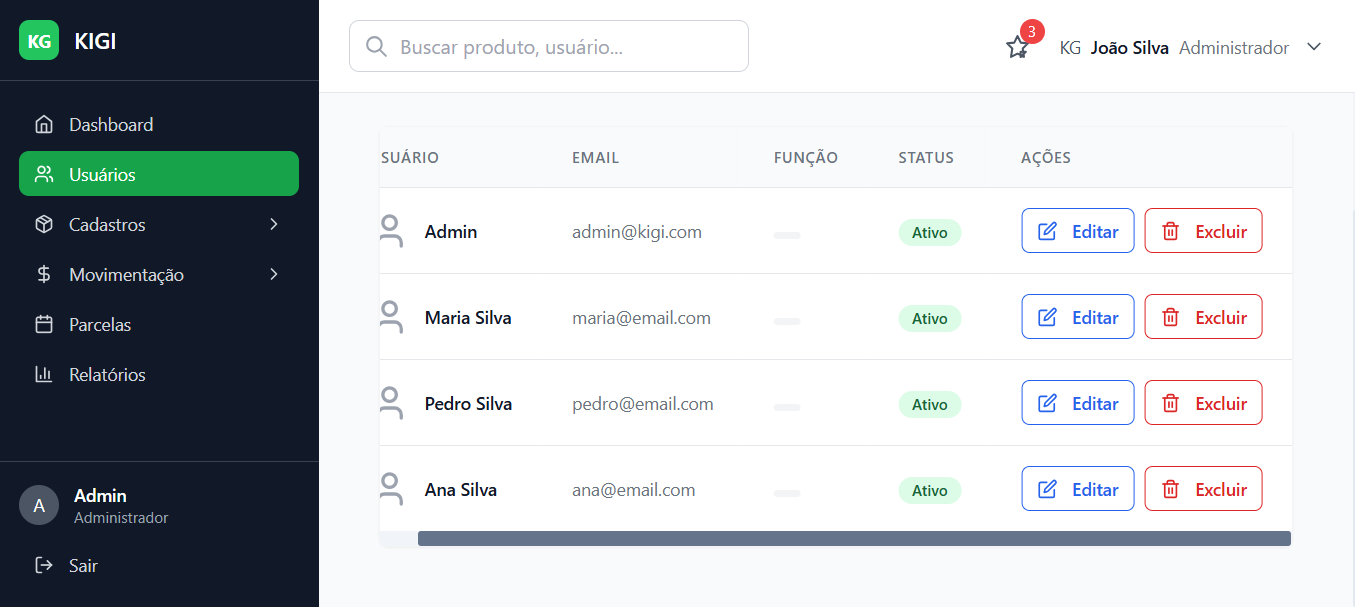 KG KIGI
Buscar produto, usuário...
3
KG João Silva Administrador
Dashboard
Usuários
Cadastros
Movimentação
Parcelas
Relatórios
A
Admin
Administrador
Sair
SUÁRIO EMAIL FUNÇÃO STATUS AÇÕES
Admin admin@kigi.com Ativo Editar Excluir
Maria Silva maria@email.com Ativo Editar Excluir
Pedro Silva pedro@email.com Ativo Editar Excluir
Ana Silva ana@email.com Ativo Editar Excluir